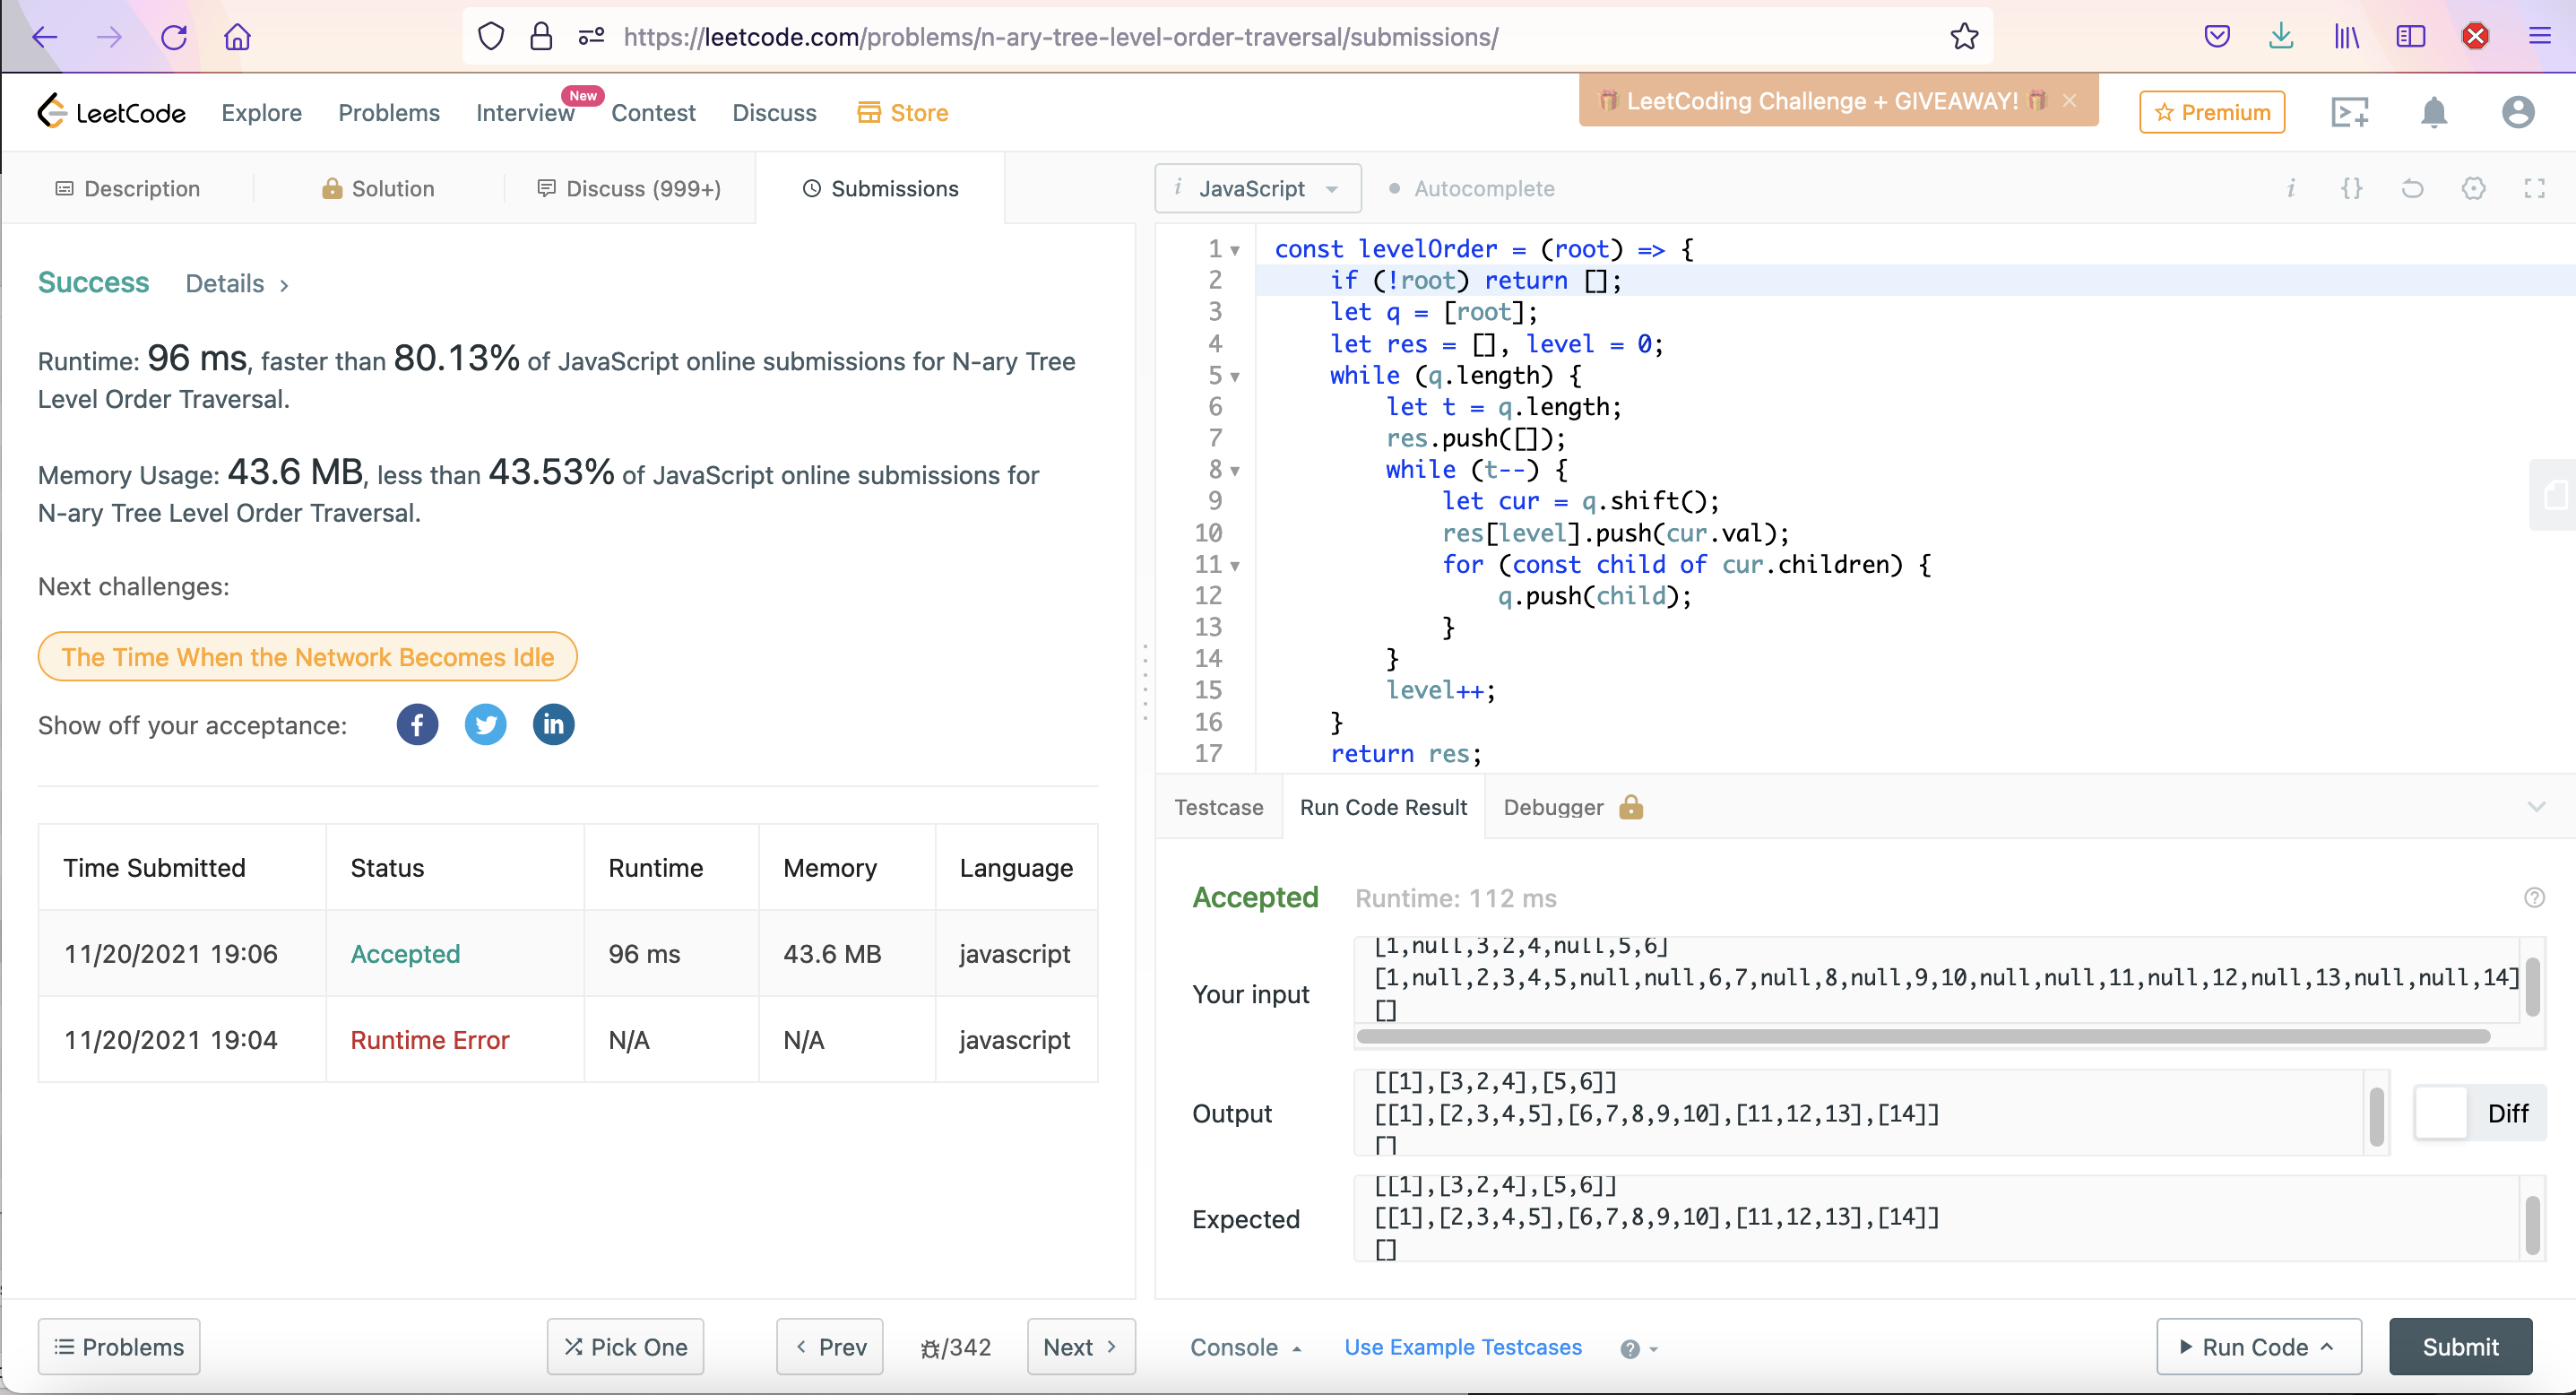 https://leetcode.com/problems/n-ary-tree-level-order-traversal/submissions/
LeetCode Explore Problems Interview New Contest Discuss Store
LeetCoding Challenge + GIVEAWAY! ×
Premium
Description Solution Discuss (999+) Submissions
i JavaScript Autocomplete i {}
Success Details >
Runtime: 96 ms, faster than 80.13% of JavaScript online submissions for N-ary Tree
Level Order Traversal.
Memory Usage: 43.6 MB, less than 43.53% of JavaScript online submissions for
N-ary Tree Level Order Traversal.
Next challenges:
The Time When the Network Becomes Idle
Show off your acceptance: f in
Time Submitted Status Runtime Memory Language
11/20/2021 19:06 Accepted 96 ms 43.6 MB javascript
11/20/2021 19:04 Runtime Error N/A N/A javascript
1 const levelOrder = (root) => {
2 if (!root) return [];
3 let q = [root];
4 let res = [], level = 0;
5 while (q.length) {
6 let t = q.length;
7 res.push([]);
8 while (t--) {
9 let cur = q.shift();
10 res[level].push(cur.val);
11 for (const child of cur.children) {
12 q.push(child);
13 }
14 }
15 level++;
16 }
17 return res;
Testcase Run Code Result Debugger
Accepted Runtime: 112 ms
Your input
[1,null,3,2,4,null,5,6]
[1,null,2,3,4,5,null,null,6,7,null,8,null,9,10,null,null,11,null,12,null,13,null,null,14]
[]
Output
[[1],[3,2,4],[5,6]]
[[1],[2,3,4,5],[6,7,8,9,10],[11,12,13],[14]]
[]
Diff
Expected
[[1],[3,2,4],[5,6]]
[[1],[2,3,4,5],[6,7,8,9,10],[11,12,13],[14]]
[]
Problems Pick One < Prev /342 Next >
Console Use Example Testcases ? Run Code Submit